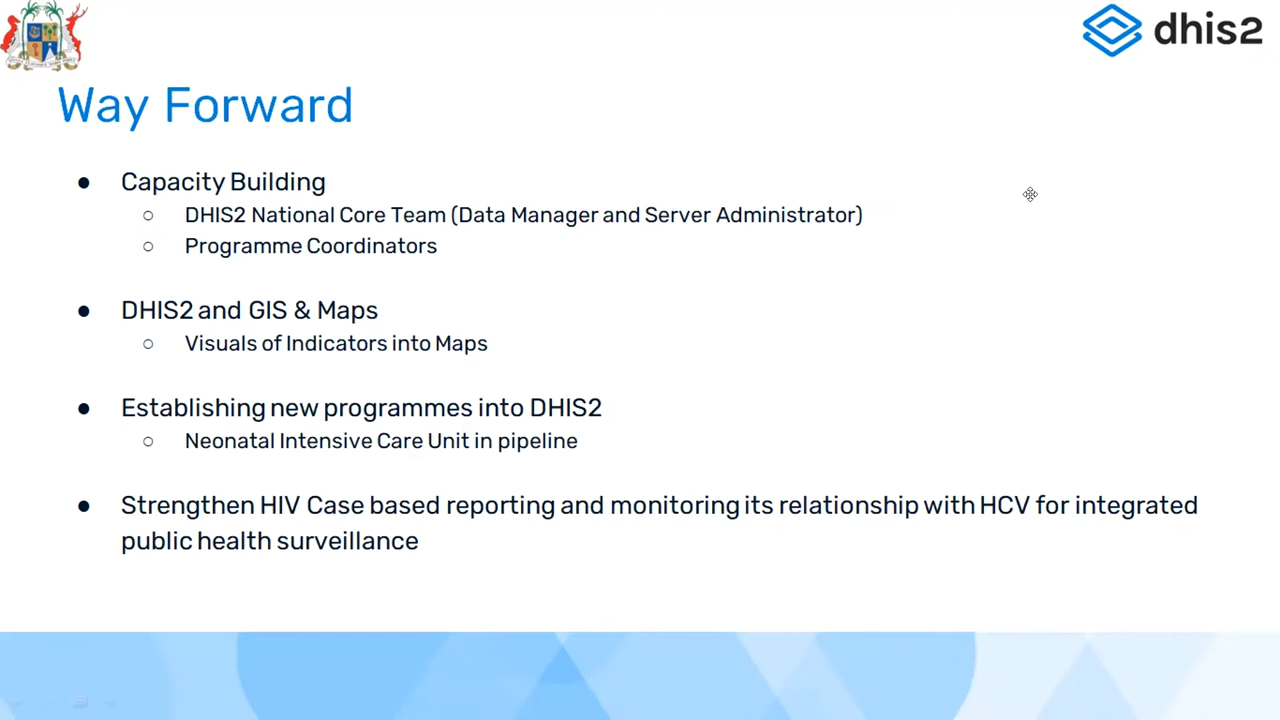 dhis2
Way Forward
● Capacity Building
○ DHIS2 National Core Team (Data Manager and Server Administrator)
○ Programme Coordinators
● DHIS2 and GIS & Maps
○ Visuals of Indicators into Maps
● Establishing new programmes into DHIS2
○ Neonatal Intensive Care Unit in pipeline
● Strengthen HIV Case based reporting and monitoring its relationship with HCV for integrated
public health surveillance